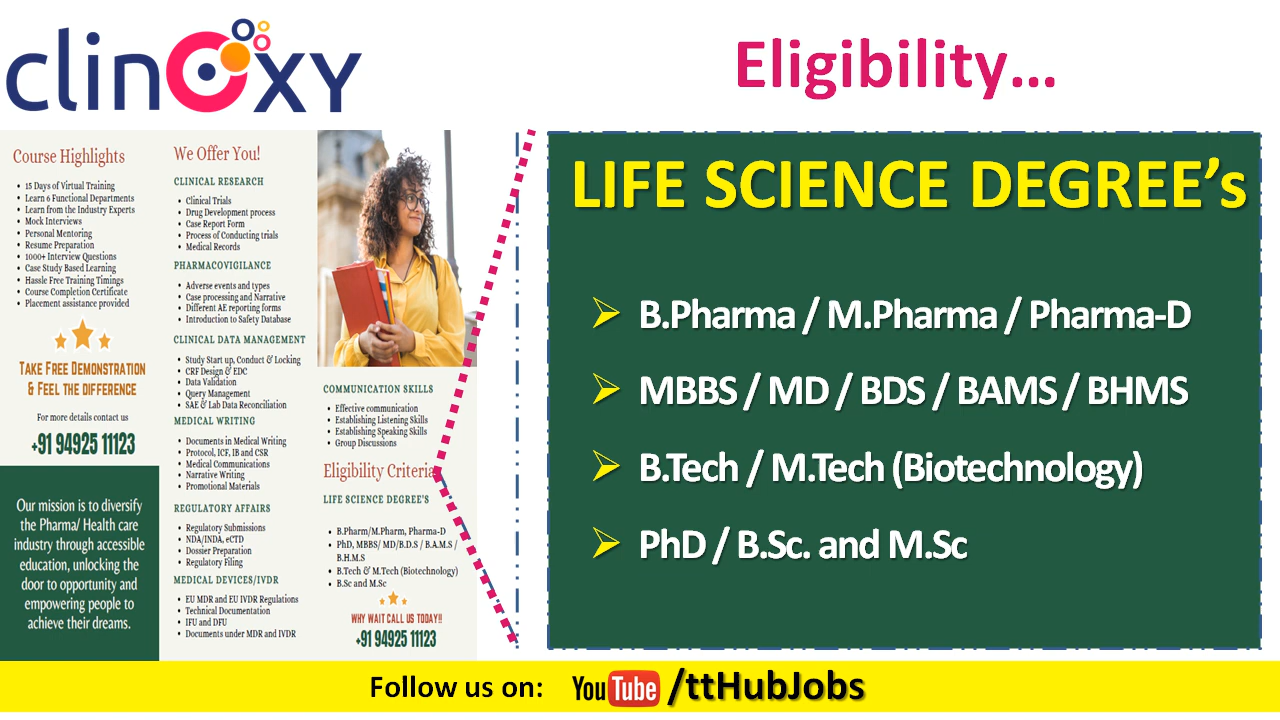 clinoxy
Eligibility...
Course Highlights
• 15 Days of Virtual Training
• Learn 6 Functional Departments
• Learn from the Industry Experts
• Mock Interviews
• Personal Mentoring
• Resume Preparation
• 1000+ Interview Questions
• Case Study Based Learning
• Hassle Free Training Timings
• Course Completion Certificate
• Placement assistance provided
TAKE FREE DEMONSTRATION
& FEEL THE DIFFERENCE
For more details contact us
+91 94925 11123
Our mission is to diversify
the Pharma/ Health care
industry through accessible
education, unlocking the
door to opportunity and
empowering people to
achieve their dreams.
We Offer You!
CLINICAL RESEARCH
• Clinical Trials
• Drug Development process
• Case Report Form
• Process of Conducting trials
• Medical Records
PHARMACOVIGILANCE
• Adverse events and types
• Case processing and Narrative
• Different AE reporting forms
• Introduction to Safety Database
CLINICAL DATA MANAGEMENT
• Study Start up, Conduct & Locking
• CRF Design & EDC
• Data Validation
• Query Management
• SAE & Lab Data Reconciliation
MEDICAL WRITING
• Documents in Medical Writing
• Protocol, ICF, IB and CSR
• Medical Communications
• Narrative Writing
• Promotional Materials
REGULATORY AFFAIRS
• Regulatory Submissions
• NDA/INDA, eCTD
• Dossier Preparation
• Regulatory Filing
MEDICAL DEVICES/IVDR
• EU MDR and EU IVDR Regulations
• Technical Documentation
• IFU and DFU
• Documents under MDR and IVDR
COMMUNICATION SKILLS
• Effective communication
• Establishing Listening Skills
• Establishing Speaking Skills
• Group Discussions
Eligibility Criteria
LIFE SCIENCE DEGREE'S
• B.Pharm/M.Pharm, Pharma-D
• PhD, MBBS/ MD/B.D.S / B.A.M.S /
B.H.M.S
• B.Tech & M.Tech (Biotechnology)
• B.Sc and M.Sc
WHY WAIT CALL US TODAY!!
+91 94925 11123
LIFE SCIENCE DEGREE's
➢ B.Pharma / M.Pharma / Pharma-D
➢ MBBS / MD / BDS / BAMS / BHMS
➢ B.Tech / M.Tech (Biotechnology)
➢ PhD / B.Sc. and M.Sc
Follow us on: YouTube /ttHubJobs